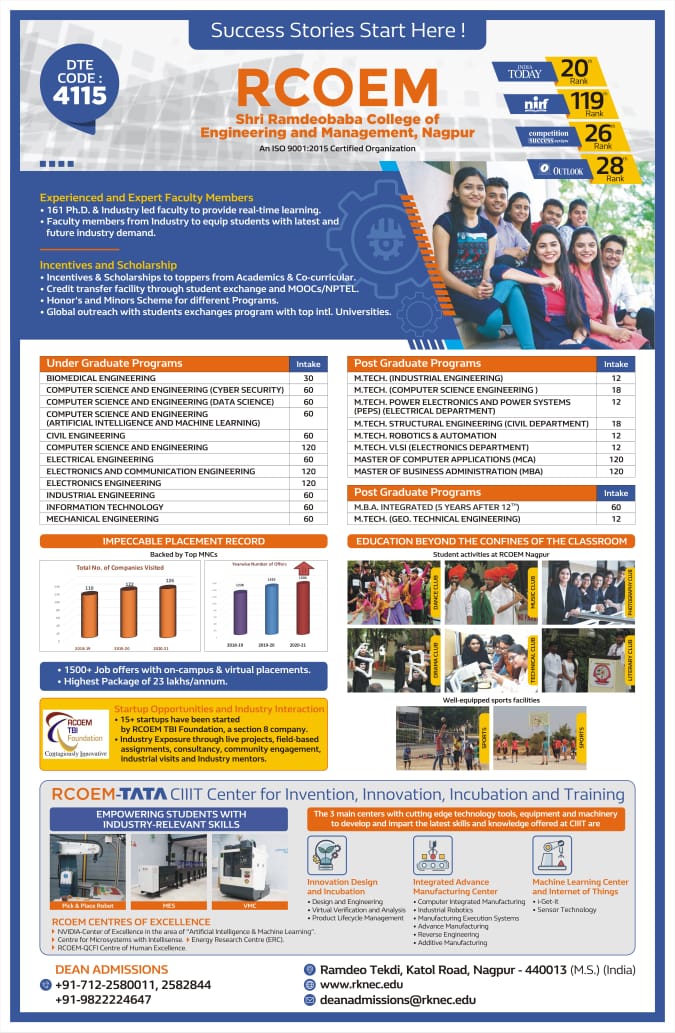 Success Stories Start Here !
DTE
CODE :
4115
RCOEM
Shri Ramdeobaba College of
Engineering and Management, Nagpur
An ISO 9001:2015 Certified Organization
INDIA
TODAY
20th
Rank
nirf
119th
Rank
competition
success review
26th
Rank
OUTLOOK
28th
Rank
Experienced and Expert Faculty Members
• 161 Ph.D. & Industry led faculty to provide real-time learning.
• Faculty members from Industry to equip students with latest and
future industry demand.
Incentives and Scholarship
• Incentives & Scholarships to toppers from Academics & Co-curricular.
• Credit transfer facility through student exchange and MOOCs/NPTEL.
• Honor's and Minors Scheme for different Programs.
• Global outreach with students exchanges program with top intl. Universities.
Under Graduate Programs Intake
BIOMEDICAL ENGINEERING 30
COMPUTER SCIENCE AND ENGINEERING (CYBER SECURITY) 60
COMPUTER SCIENCE AND ENGINEERING (DATA SCIENCE) 60
COMPUTER SCIENCE AND ENGINEERING 60
(ARTIFICIAL INTELLIGENCE AND MACHINE LEARNING)
CIVIL ENGINEERING 60
COMPUTER SCIENCE AND ENGINEERING 120
ELECTRICAL ENGINEERING 60
ELECTRONICS AND COMMUNICATION ENGINEERING 120
ELECTRONICS ENGINEERING 120
INDUSTRIAL ENGINEERING 60
INFORMATION TECHNOLOGY 60
MECHANICAL ENGINEERING 60
Post Graduate Programs Intake
M.TECH. (INDUSTRIAL ENGINEERING) 12
M.TECH. (COMPUTER SCIENCE ENGINEERING ) 18
M.TECH. POWER ELECTRONICS AND POWER SYSTEMS 12
(PEPS) (ELECTRICAL DEPARTMENT)
M.TECH. STRUCTURAL ENGINEERING (CIVIL DEPARTMENT) 18
M.TECH. ROBOTICS & AUTOMATION 12
M.TECH. VLSI (ELECTRONICS DEPARTMENT) 12
MASTER OF COMPUTER APPLICATIONS (MCA) 120
MASTER OF BUSINESS ADMINISTRATION (MBA) 120
Post Graduate Programs Intake
M.B.A. INTEGRATED (5 YEARS AFTER 12TH) 60
M.TECH. (GEO. TECHNICAL ENGINEERING) 12
IMPECCABLE PLACEMENT RECORD
Backed by Top MNCs
Total No. of Companies Visited
110
122
126
2018-19 2019-20 2020-21
Yearwise Number of Offers
2018-19 2019-20 2020-21
• 1500+ Job offers with on-campus & virtual placements.
• Highest Package of 23 lakhs/annum.
EDUCATION BEYOND THE CONFINES OF THE CLASSROOM
Student activities at RCOEM Nagpur
DANCE CLUB
MUSIC CLUB
PHOTOGRAPHY CLUB
DRAMA CLUB
TECHNICAL CLUB
LITERARY CLUB
Well-equipped sports facilities
SPORTS
SPORTS
RCOEM
TBI
Foundation
Contagiously Innovative
Startup Opportunities and Industry Interaction
• 15+ startups have been started
by RCOEM TBI Foundation, a section 8 company.
• Industry Exposure through live projects, field-based
assignments, consultancy, community engagement,
industrial visits and Industry mentors.
RCOEM-TATA CIIIT Center for Invention, Innovation, Incubation and Training
EMPOWERING STUDENTS WITH
INDUSTRY-RELEVANT SKILLS
Pick & Place Robot
MES
VMC
RCOEM CENTRES OF EXCELLENCE
NVIDIA-Center of Excellence in the area of "Artificial Intelligence & Machine Learning".
Centre for Microsystems with Intellisense. Energy Research Centre (ERC).
RCOEM-QCFI Centre of Human Excellence.
The 3 main centers with cutting edge technology tools, equipment and machinery
to develop and impart the latest skills and knowledge offered at CIIIT are
Innovation Design
and Incubation
• Design and Engineering
• Virtual Verification and Analysis
• Product Lifecycle Management
Integrated Advance
Manufacturing Center
• Computer Integrated Manufacturing
• Industrial Robotics
• Manufacturing Execution Systems
• Advance Manufacturing
• Reverse Engineering
• Additive Manufacturing
Machine Learning Center
and Internet of Things
• i-Get-it
• Sensor Technology
DEAN ADMISSIONS
+91-712-2580011, 2582844
+91-9822224647
Ramdeo Tekdi, Katol Road, Nagpur - 440013 (M.S.) (India)
www.rknec.edu
deanadmissions@rknec.edu